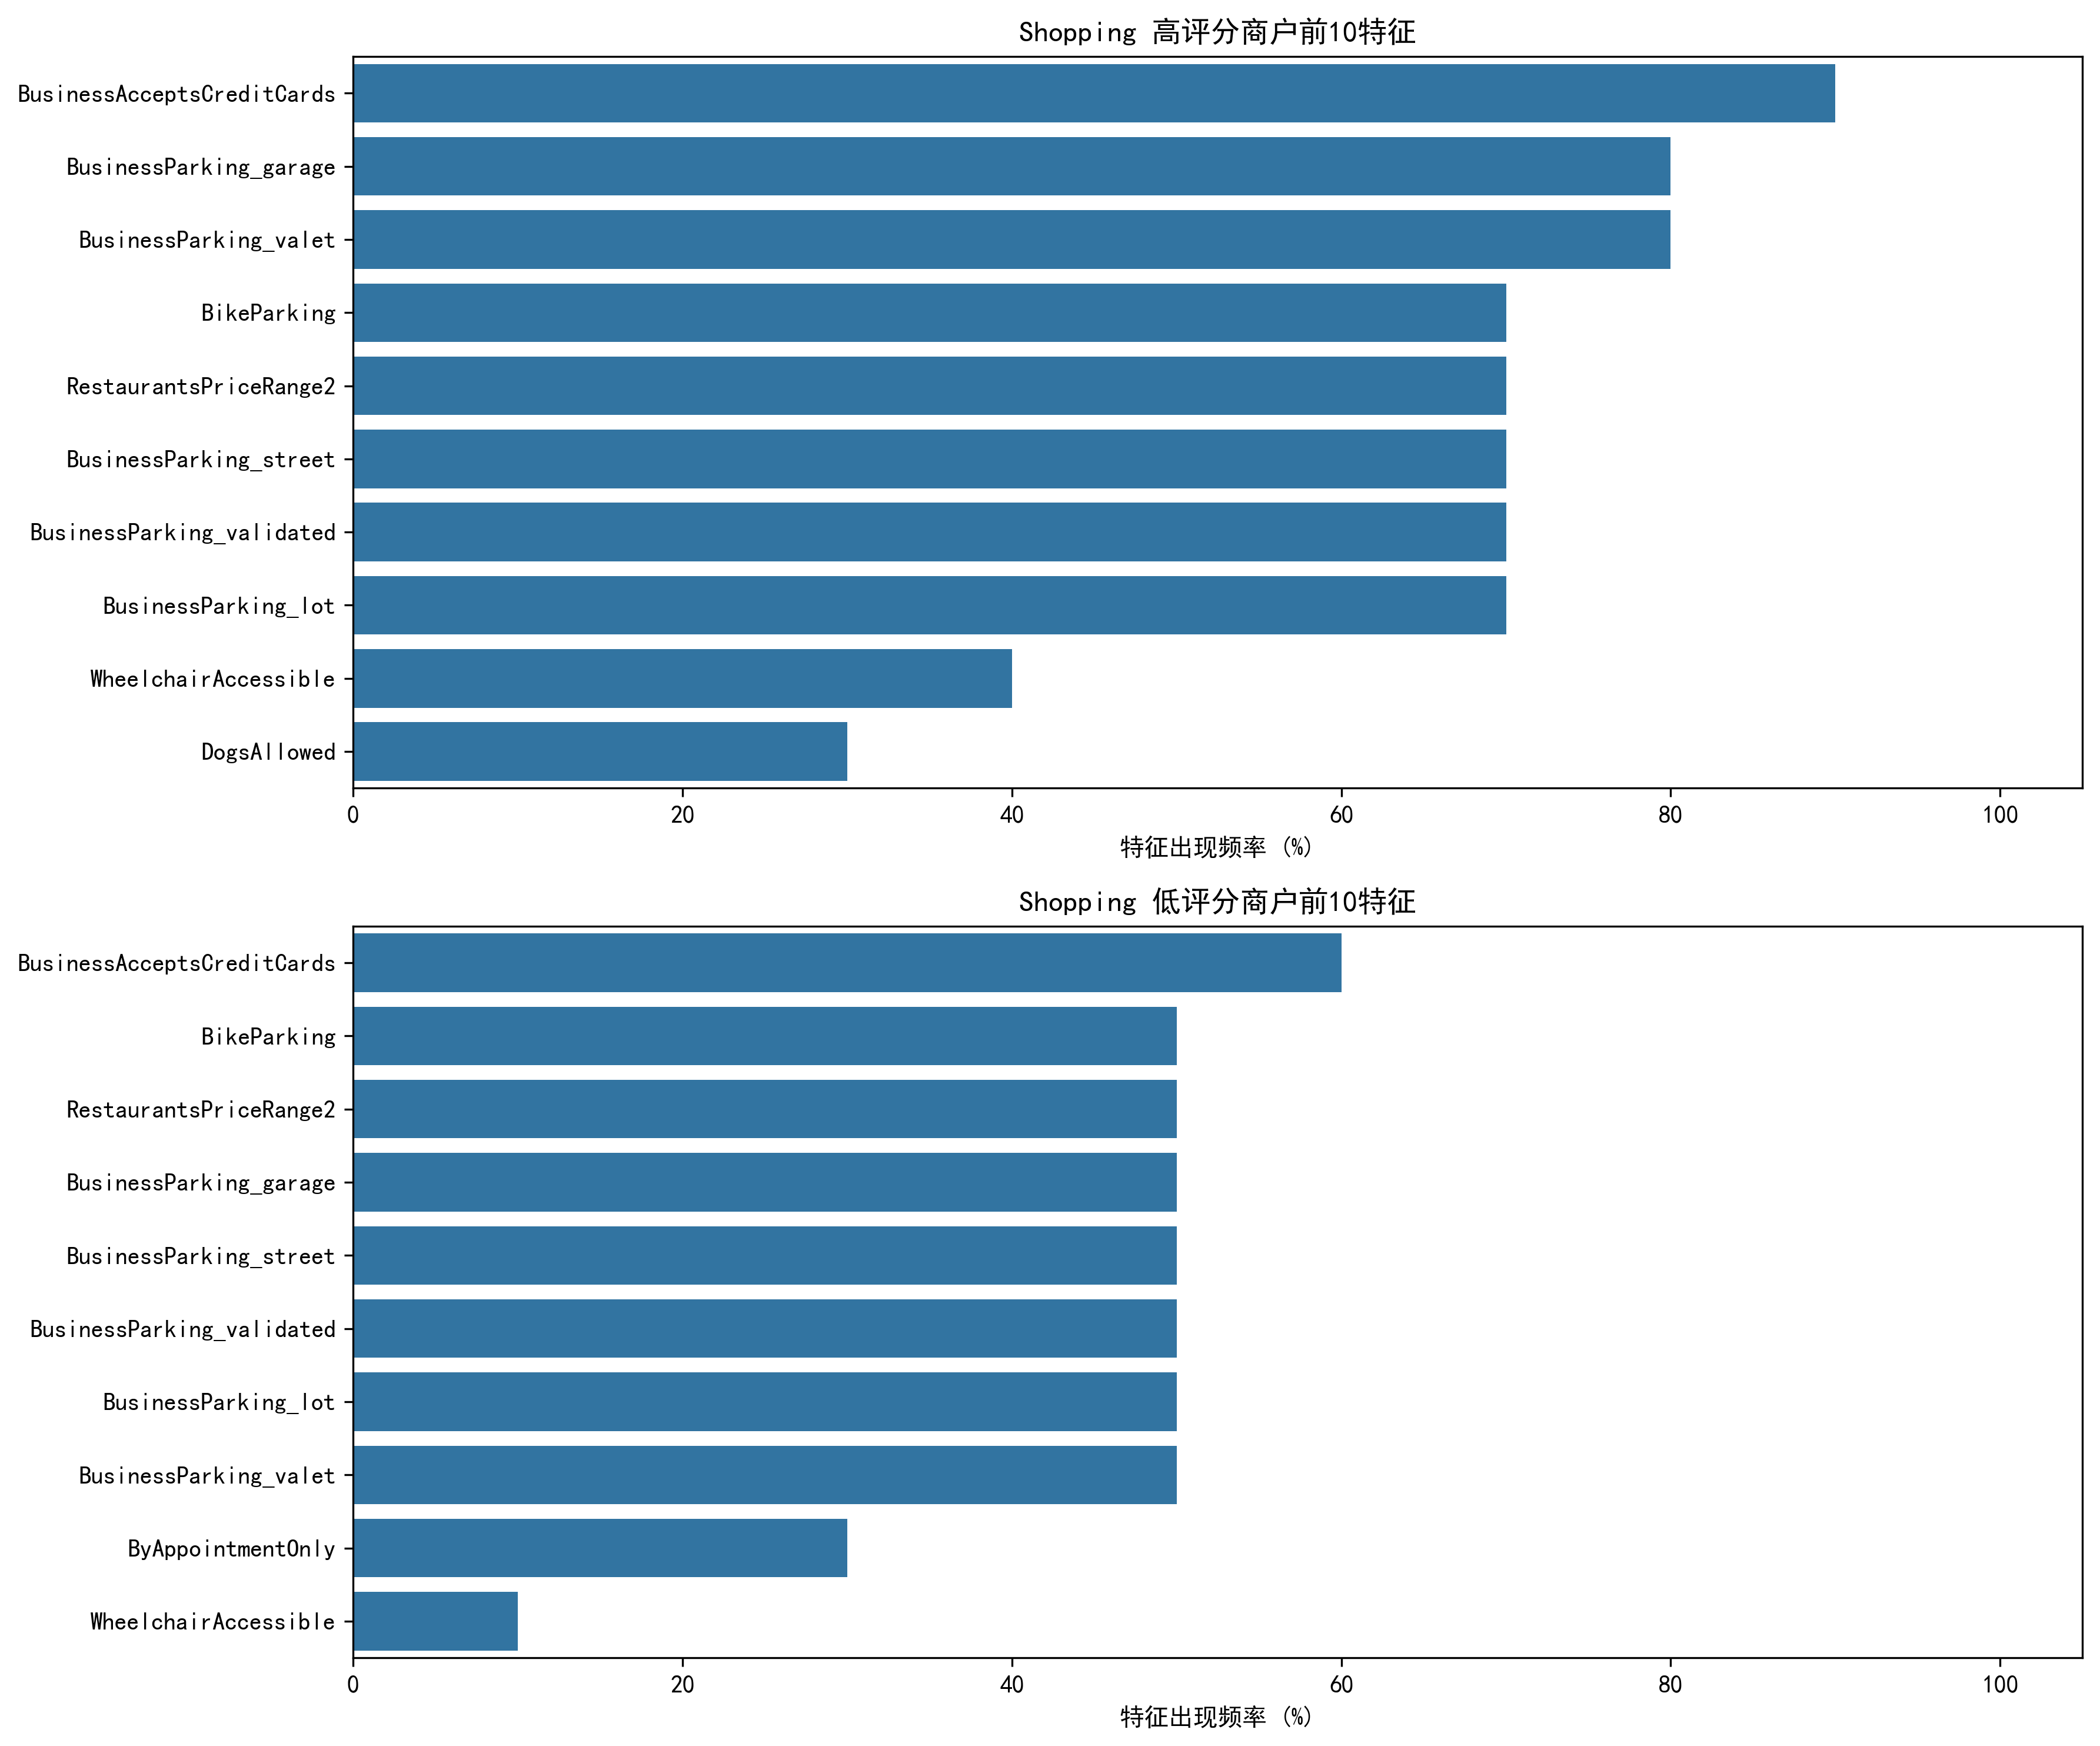 Shopping 高评分商户前10特征
BusinessAcceptsCreditCards
BusinessParking_garage
BusinessParking_valet
BikeParking
RestaurantsPriceRange2
BusinessParking_street
BusinessParking_validated
BusinessParking_lot
WheelchairAccessible
DogsAllowed
0 20 40 60 80 100
特征出现频率 (%)
Shopping 低评分商户前10特征
BusinessAcceptsCreditCards
BikeParking
RestaurantsPriceRange2
BusinessParking_garage
BusinessParking_street
BusinessParking_validated
BusinessParking_lot
BusinessParking_valet
ByAppointmentOnly
WheelchairAccessible
0 20 40 60 80 100
特征出现频率 (%)